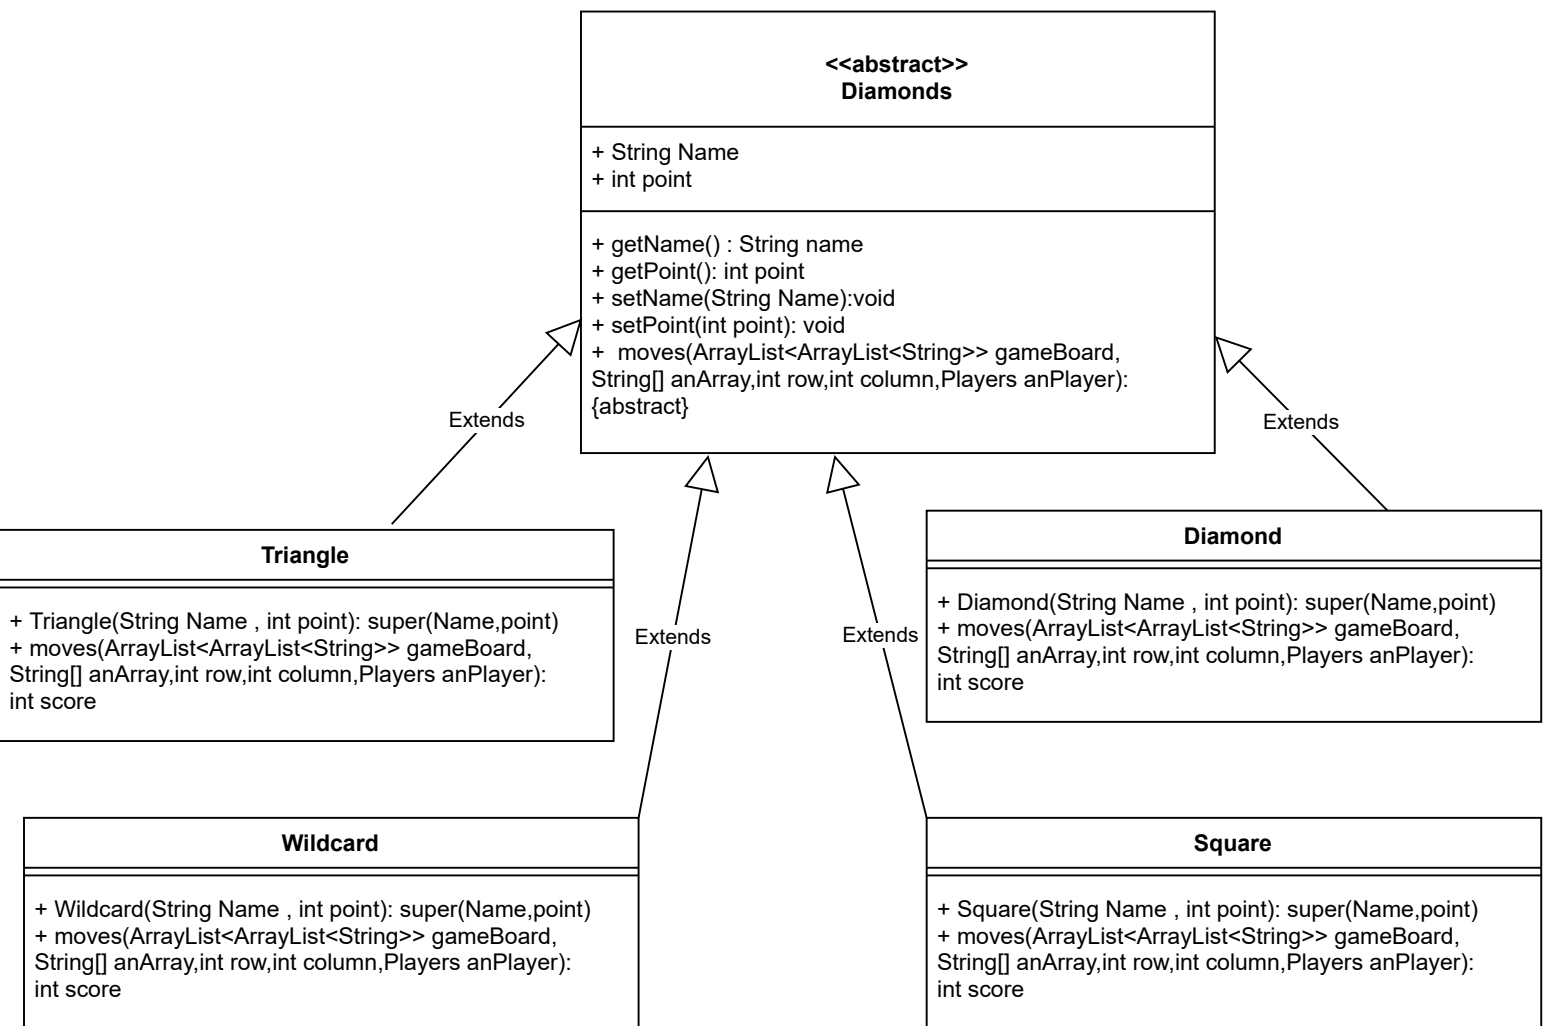 <<abstract>>
Diamonds
+ String Name
+ int point
+ getName() : String name
+ getPoint(): int point
+ setName(String Name):void
+ setPoint(int point): void
+  moves(ArrayList<ArrayList<String>> gameBoard,
String[] anArray,int row,int column,Players anPlayer):
{abstract}
Extends
Extends
Triangle
+ Triangle(String Name , int point): super(Name,point)
+ moves(ArrayList<ArrayList<String>> gameBoard,
String[] anArray,int row,int column,Players anPlayer):
int score
Diamond
+ Diamond(String Name , int point): super(Name,point)
+ moves(ArrayList<ArrayList<String>> gameBoard,
String[] anArray,int row,int column,Players anPlayer):
int score
Extends
Extends
Wildcard
+ Wildcard(String Name , int point): super(Name,point)
+ moves(ArrayList<ArrayList<String>> gameBoard,
String[] anArray,int row,int column,Players anPlayer):
int score
Square
+ Square(String Name , int point): super(Name,point)
+ moves(ArrayList<ArrayList<String>> gameBoard,
String[] anArray,int row,int column,Players anPlayer):
int score